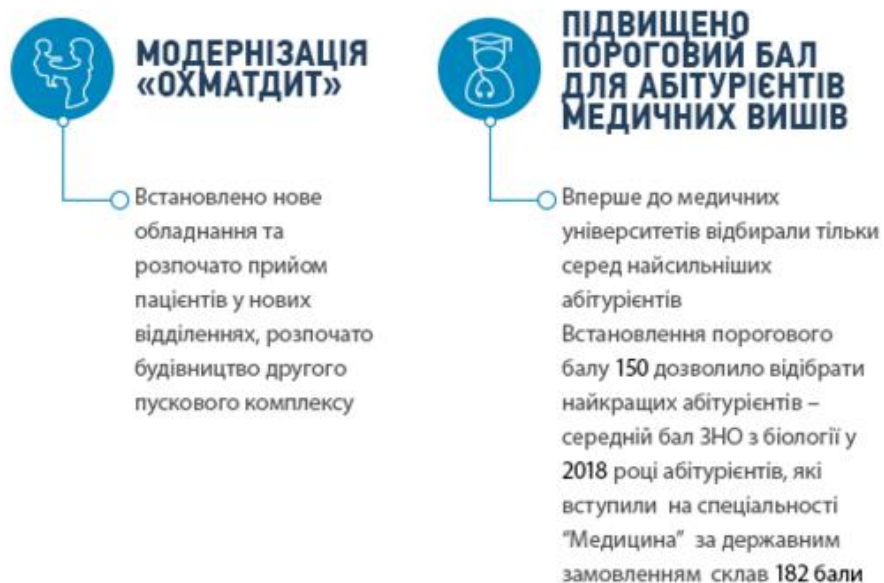 МОДЕРНІЗАЦІЯ
«ОХМАТДИТ»
Встановлено нове
обладнання та
розпочато прийом
пацієнтів у нових
відділеннях, розпочато
будівництво другого
пускового комплексу
ПІДВИЩЕНО
ПОРОГОВИЙ БАЛ
ДЛЯ АБІТУРІЄНТІВ
МЕДИЧНИХ ВИШІВ
Вперше до медичних
університетів відбирали тільки
серед найсильніших
абітурієнтів
Встановлення порогового
балу 150 дозволило відібрати
найкращих абітурієнтів –
середній бал ЗНО з біології у
2018 році абітурієнтів, які
вступили на спеціальності
“Медицина” за державним
замовленням склав 182 бали